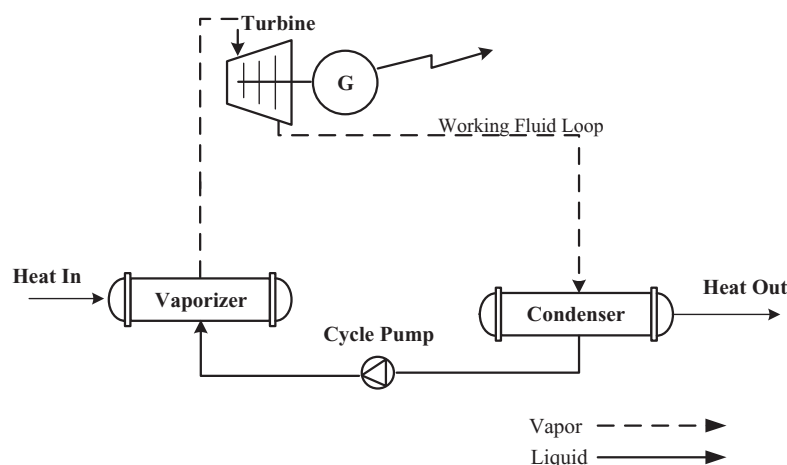 Turbine
G
Working Fluid Loop
Heat In
Vaporizer
Heat Out
Condenser
Cycle Pump
Vapor
Liquid